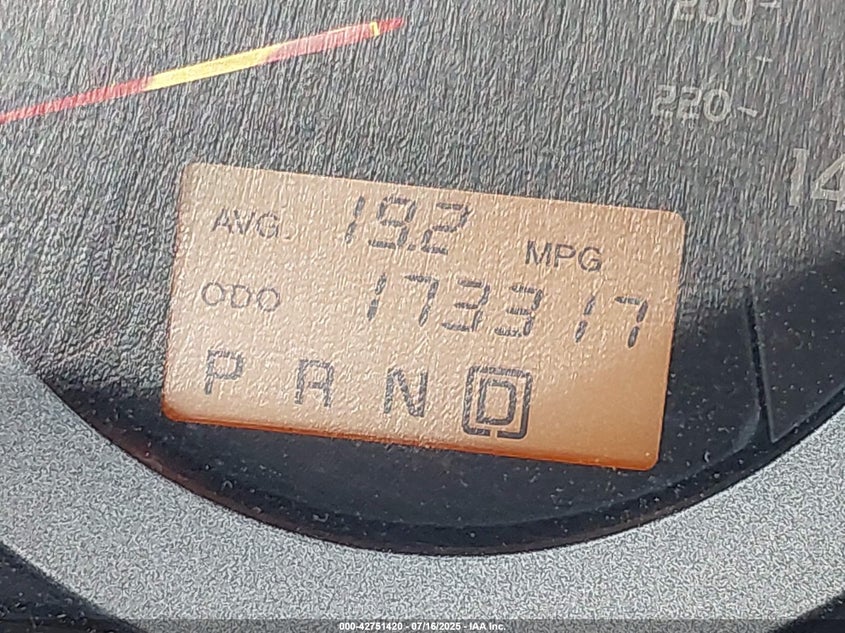 200
220
14
AVG. 19.2 MPG
ODO 173317
P R N D
000-42751420 - 07/16/2025 - IAA Inc.